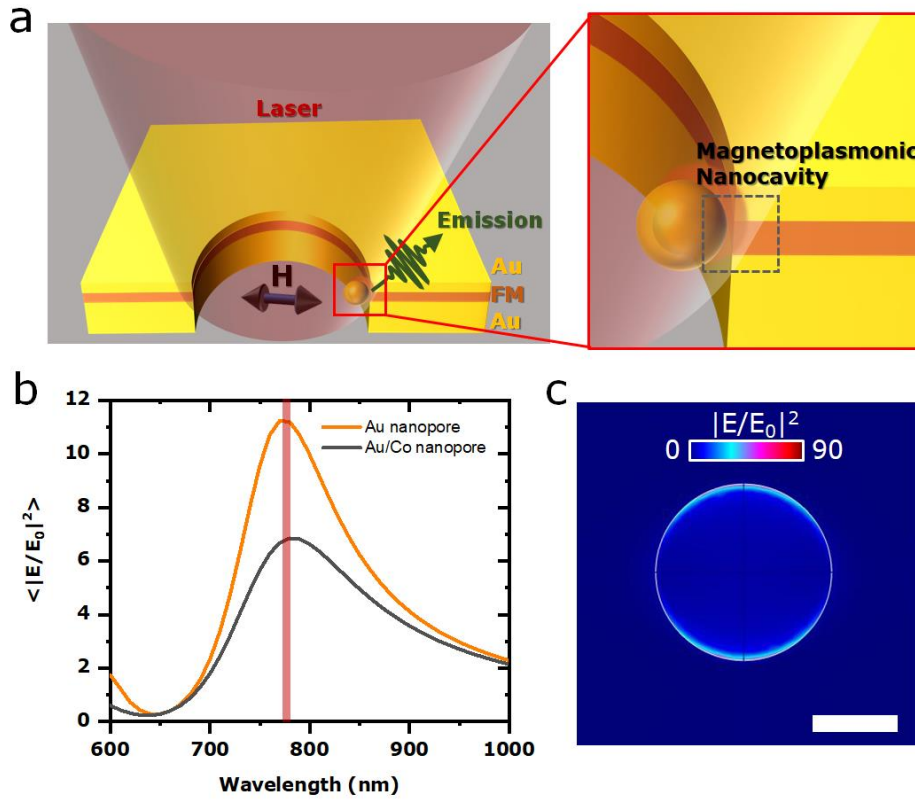 a
Laser
H
Emission
Au
FM
Au
Magnetoplasmonic
Nanocavity
b
12
10
8
6
4
2
0
<|E/E₀|²>
Au nanopore
Au/Co nanopore
600 700 800 900 1000
Wavelength (nm)
c
|E/E₀|²
0 90